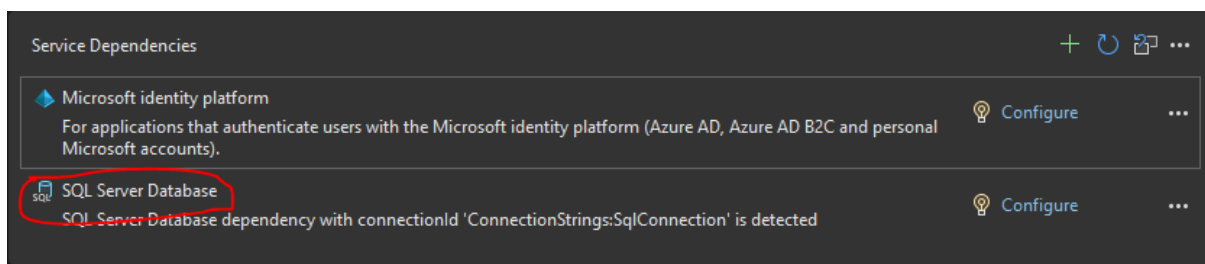 Service Dependencies
Microsoft identity platform
Configure
For applications that authenticate users with the Microsoft identity platform (Azure AD, Azure AD B2C and personal
Microsoft accounts).
SQL
SQL Server Database
Configure
SQL Server Database dependency with connectionId 'ConnectionStrings:SqlConnection' is detected